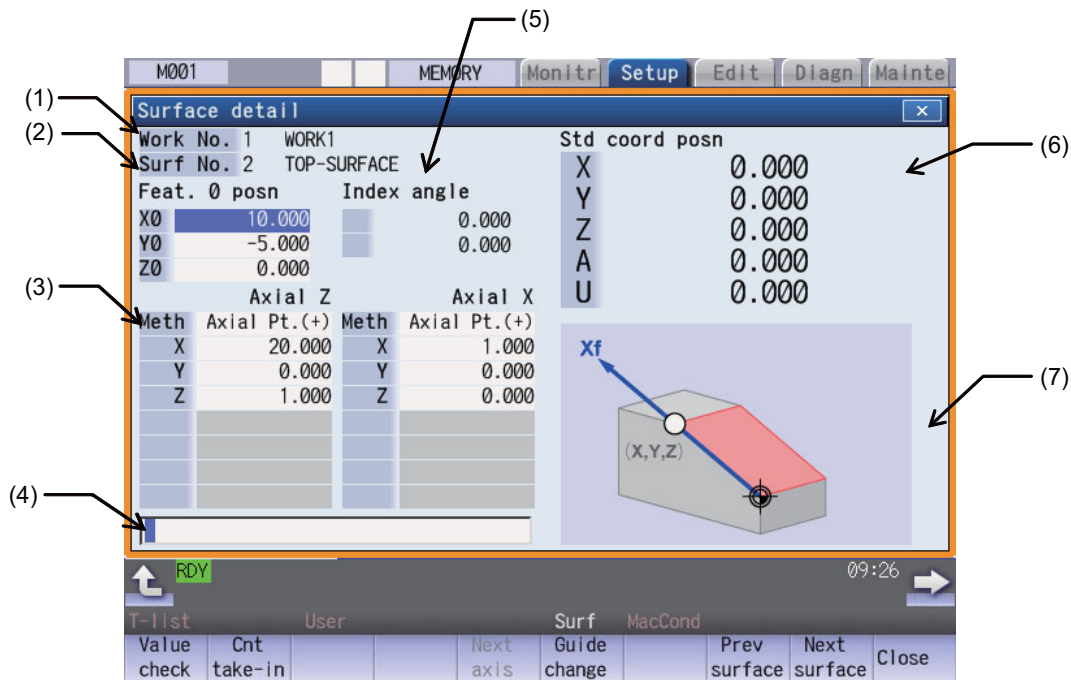 (5)
M001 MEMORY Monitr Setup Edit Diagn Mainte
(1)
Surface detail ×
(2)
Work No. 1 WORK1 Std coord posn
(6)
Surf No. 2 TOP-SURFACE X 0.000
Feat. 0 posn Index angle Y 0.000
X0 10.000 0.000
Y0 -5.000 0.000 Z 0.000
Z0 0.000 A 0.000
(3)
Axial Z Axial X U 0.000
Meth Axial Pt.(+) Meth Axial Pt.(+)
X 20.000 X 1.000 Xf
Y 0.000 Y 0.000
(7)
Z 1.000 Z 0.000
(X,Y,Z)
(4)
RDY 09:26
T-list User Surf MacCond
Value check Cnt take-in Next axis Guide change Prev surface Next surface Close